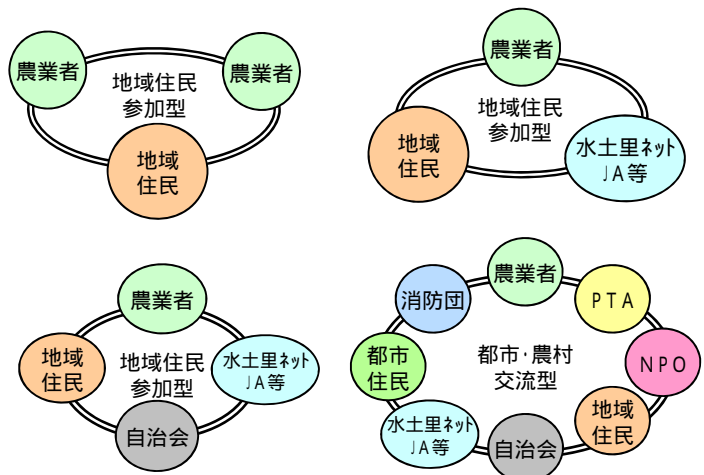 農業者
農業者
地域住民
参加型
地域
住民
農業者
地域住民
参加型
地域
住民
水土里ネット
JA等
農業者
地域
住民
地域住民
参加型
水土里ネット
JA等
自治会
農業者
消防団
PTA
都市
住民
都市・農村
交流型
NPO
水土里ネット
JA等
自治会
地域
住民